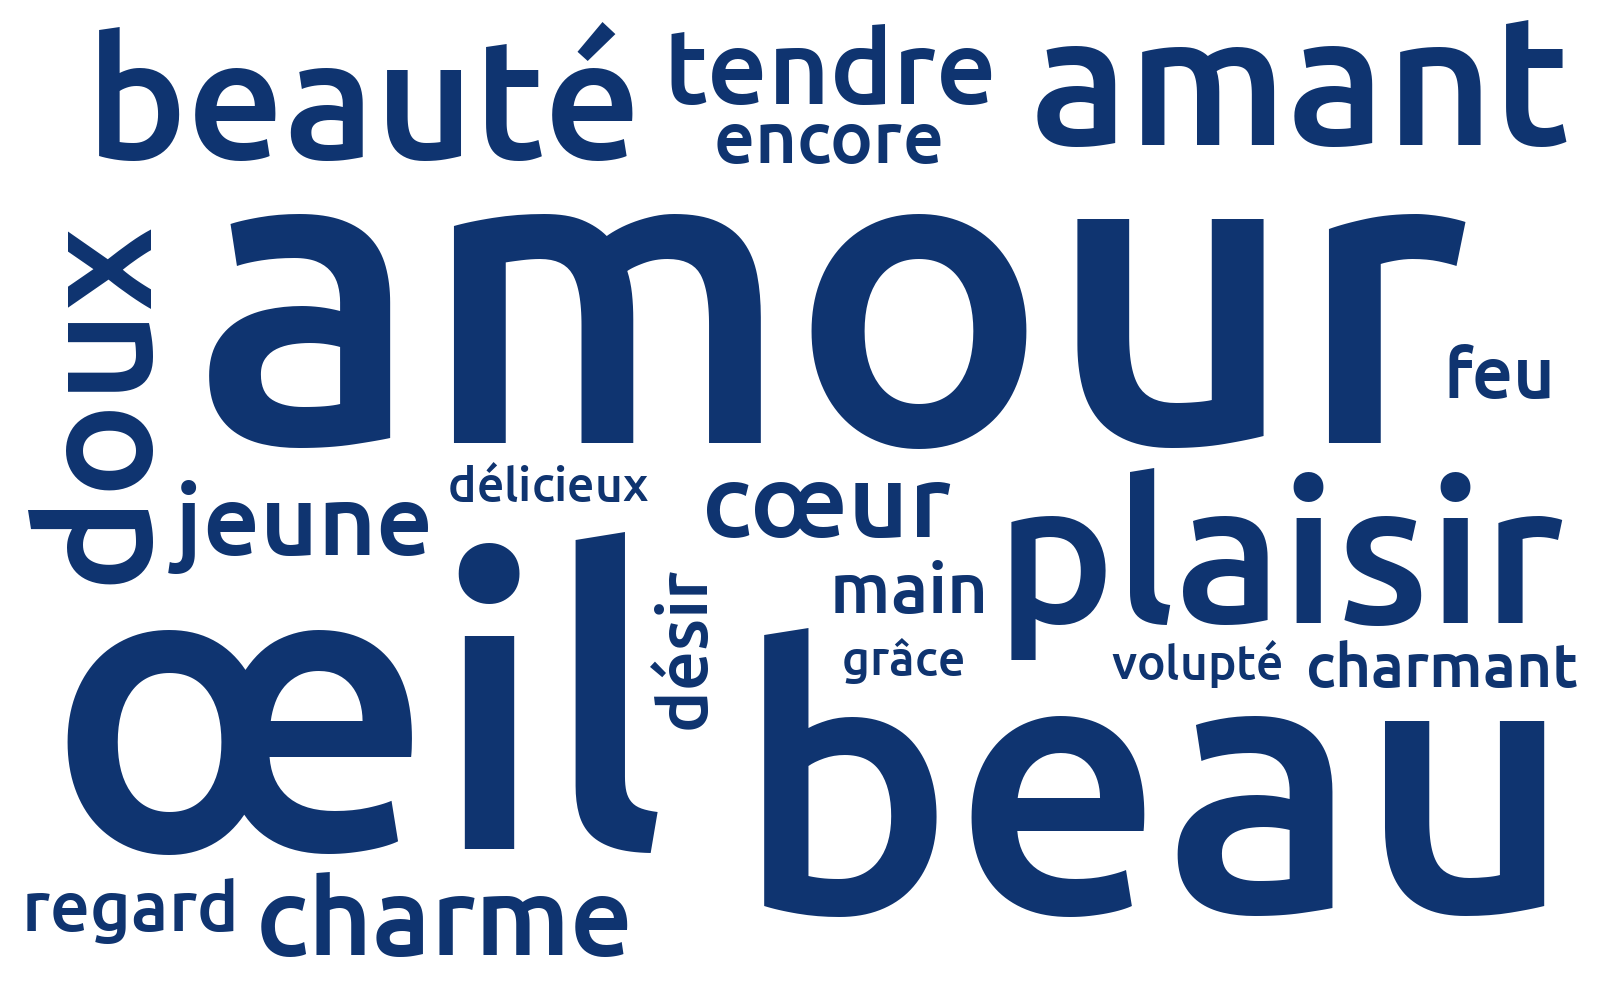 beauté
tendre
amant
encore
doux
amour
feu
jeune
délicieux
cœur
plaisir
œil
désir
main
grâce
volupté
charmant
beau
regard
charme